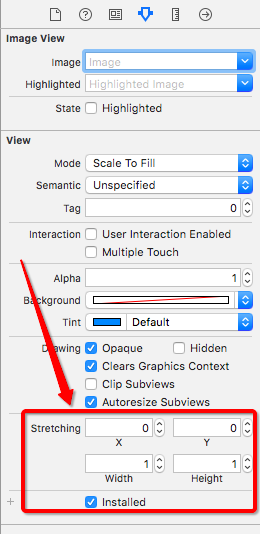 Image View
Image Image
Highlighted Highlighted Image
State Highlighted
View
Mode Scale To Fill
Semantic Unspecified
Tag 0
Interaction User Interaction Enabled
Multiple Touch
Alpha 1
Background
Tint Default
Drawing Opaque Hidden
Clears Graphics Context
Clip Subviews
Autoresize Subviews
Stretching 0 0
X Y
1 1
Width Height
+ Installed